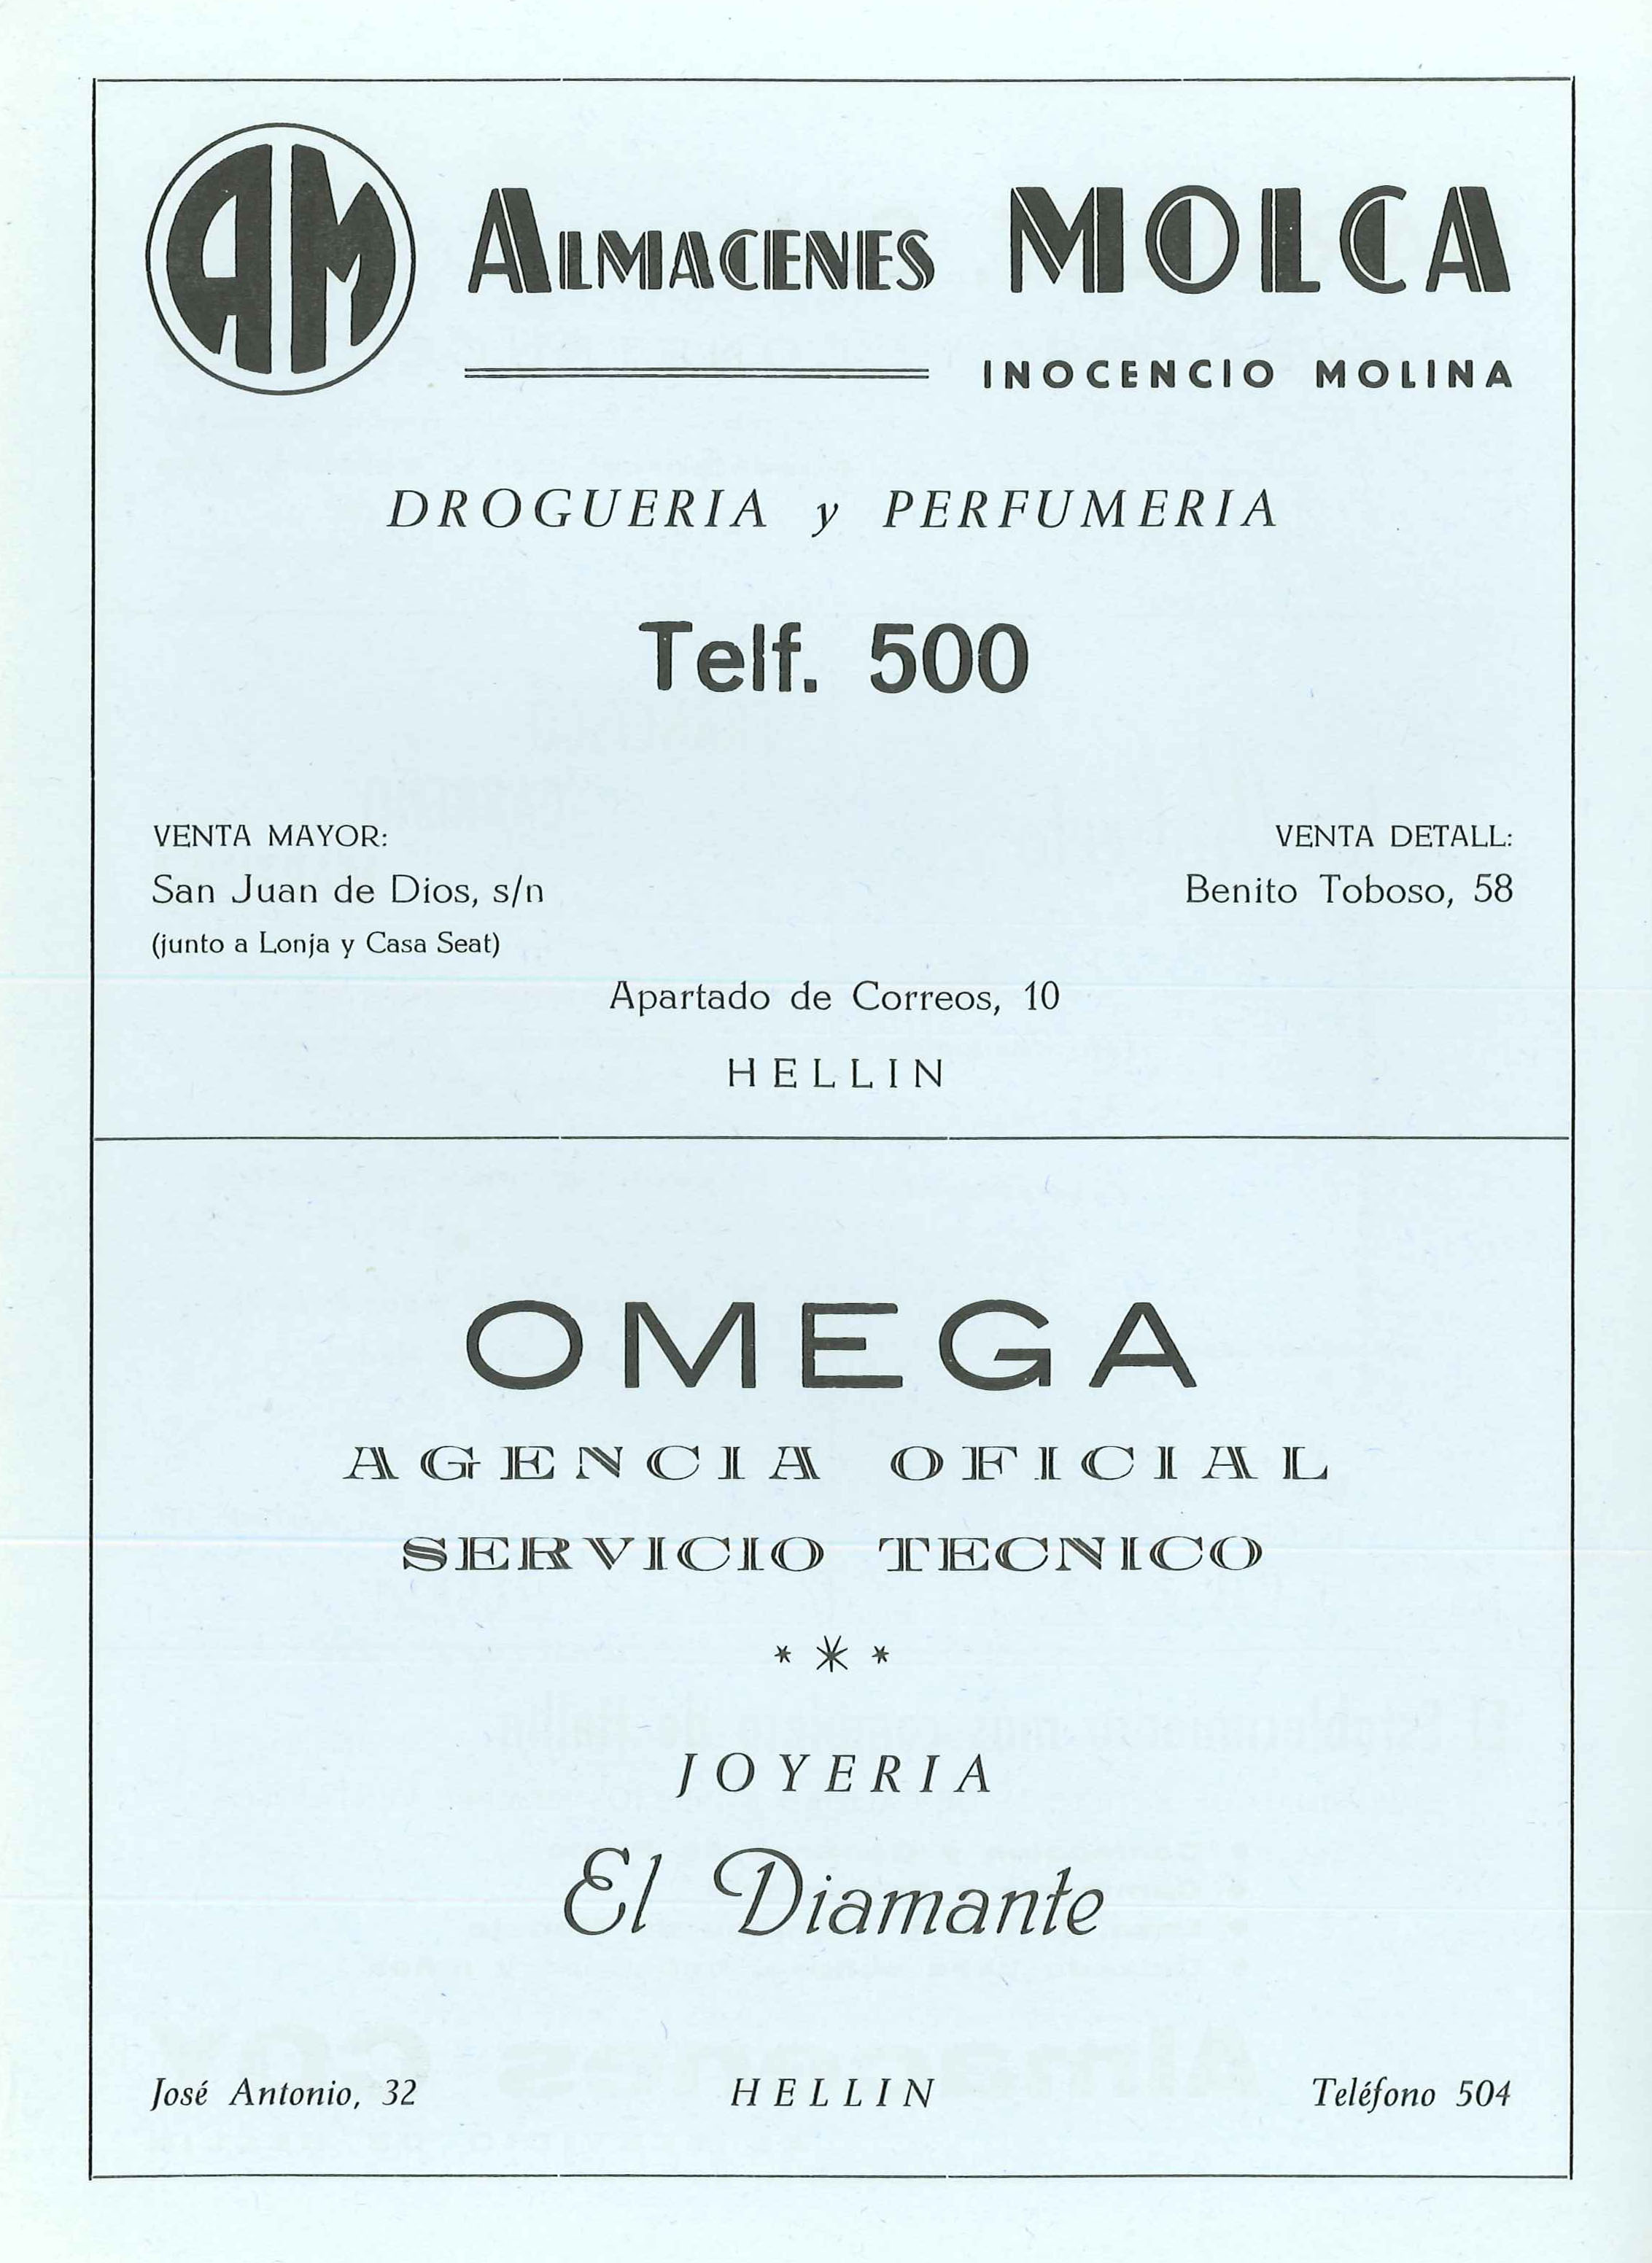 AM
ALMACENES MOLCA
INOCENCIO MOLINA
DROGUERIA y PERFUMERIA
Telf. 500
VENTA MAYOR:
San Juan de Dios, s/n
(junto a Lonja y Casa Seat)
VENTA DETALL:
Benito Toboso, 58
Apartado de Correos, 10
HELLIN
OMEGA
AGENCIA OFICIAL
SERVICIO TECNICO
* * *
JOYERIA
El Diamante
José Antonio, 32 HELLIN Teléfono 504